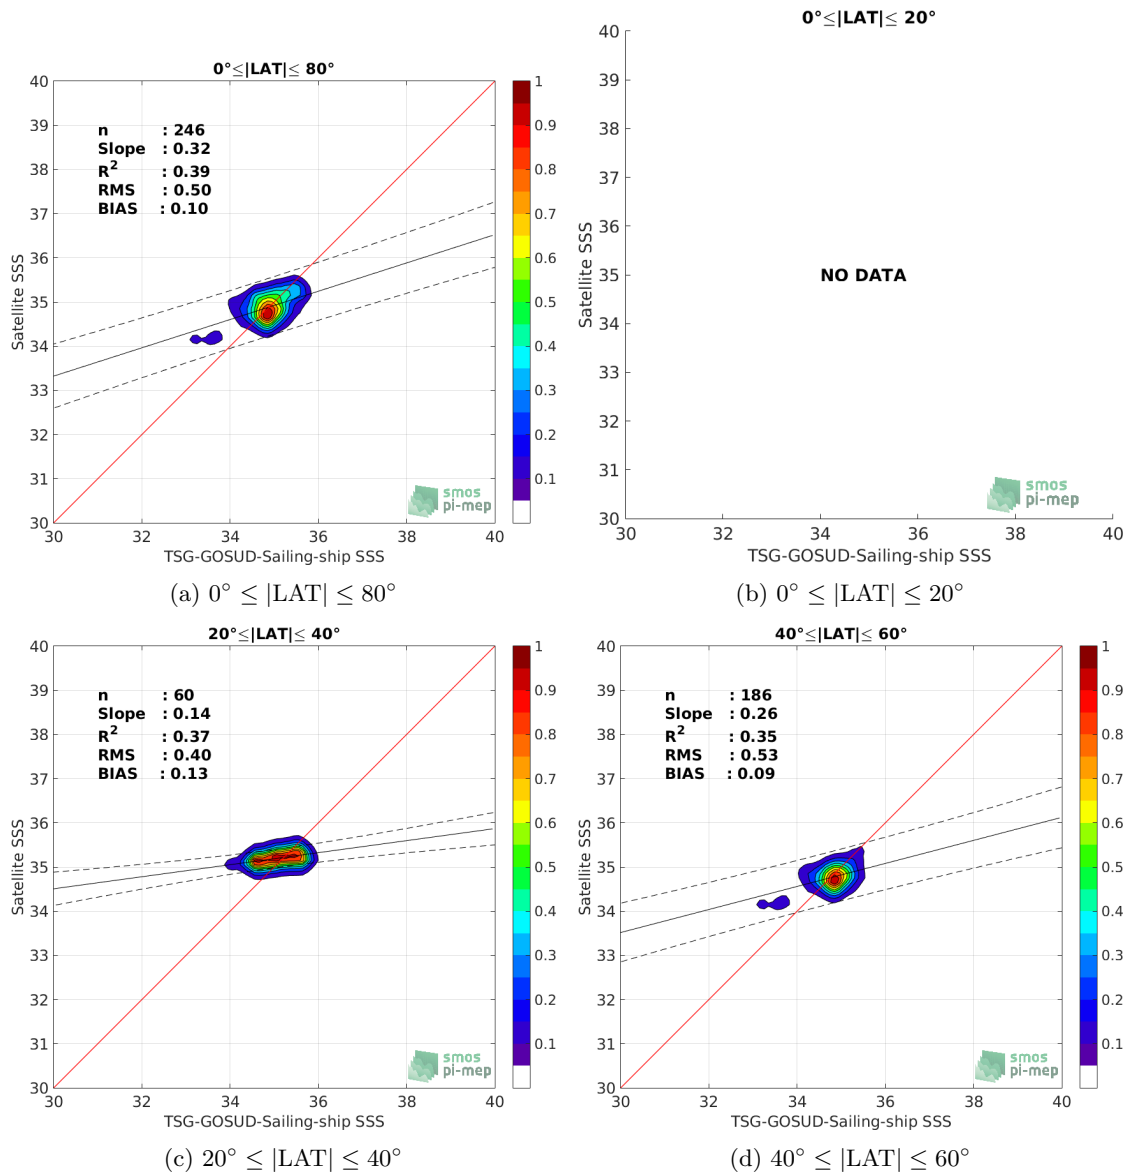 0°≤|LAT|≤ 80°
40
39
38
37
36
35
34
33
32
31
30
n : 246
Slope : 0.32
R² : 0.39
RMS : 0.50
BIAS : 0.10
Satellite SSS
smos
pi-mep
30 32 34 36 38 40
TSG-GOSUD-Sailing-ship SSS
1
0.9
0.8
0.7
0.6
0.5
0.4
0.3
0.2
0.1
(a) 0° ≤ |LAT| ≤ 80°
0°≤|LAT|≤ 20°
40
39
38
37
36
35
34
33
32
31
30
Satellite SSS
NO DATA
smos
pi-mep
30 32 34 36 38 40
TSG-GOSUD-Sailing-ship SSS
(b) 0° ≤ |LAT| ≤ 20°
20°≤|LAT|≤ 40°
40
39
38
37
36
35
34
33
32
31
30
n : 60
Slope : 0.14
R² : 0.37
RMS : 0.40
BIAS : 0.13
Satellite SSS
smos
pi-mep
30 32 34 36 38 40
TSG-GOSUD-Sailing-ship SSS
1
0.9
0.8
0.7
0.6
0.5
0.4
0.3
0.2
0.1
(c) 20° ≤ |LAT| ≤ 40°
40°≤|LAT|≤ 60°
40
39
38
37
36
35
34
33
32
31
30
n : 186
Slope : 0.26
R² : 0.35
RMS : 0.53
BIAS : 0.09
Satellite SSS
smos
pi-mep
30 32 34 36 38 40
TSG-GOSUD-Sailing-ship SSS
1
0.9
0.8
0.7
0.6
0.5
0.4
0.3
0.2
0.1
(d) 40° ≤ |LAT| ≤ 60°